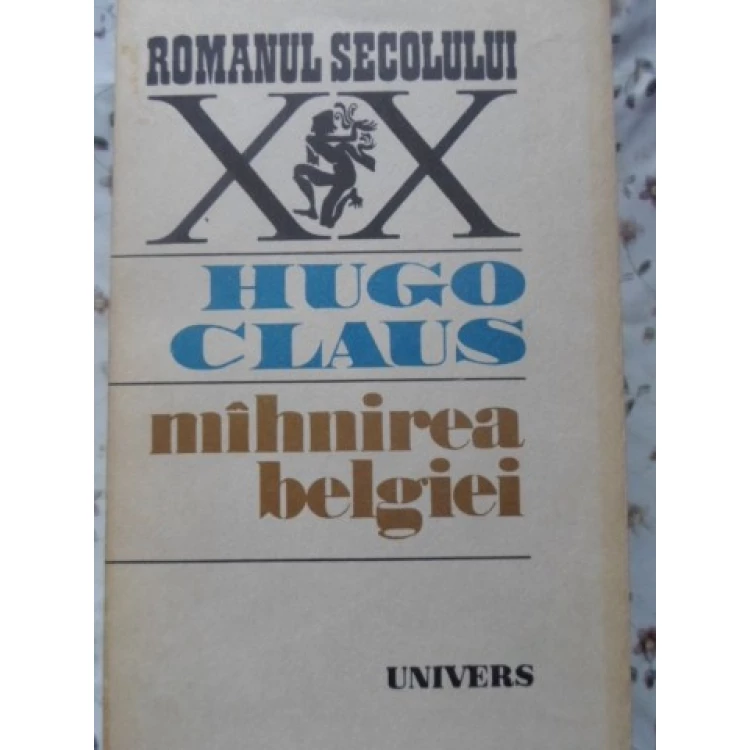 ROMANUL SECOLULUI
XX
HUGO
CLAUS
mîhnirea
belgiei
UNIVERS